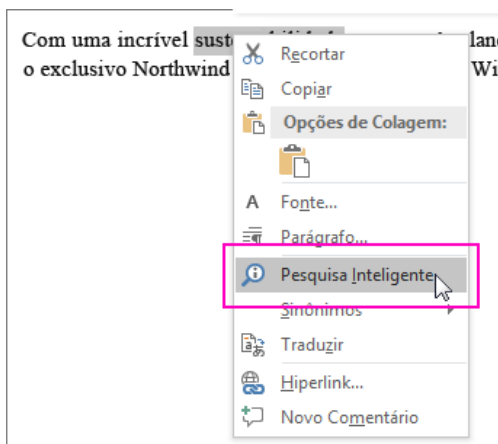 Com uma incrível
o exclusivo Northwind
Recortar
Copiar
Opções de Colagem:
A Fonte...
Parágrafo...
Pesquisa Inteligente
Sinônimos
Traduzir
Hiperlink...
Novo Comentário